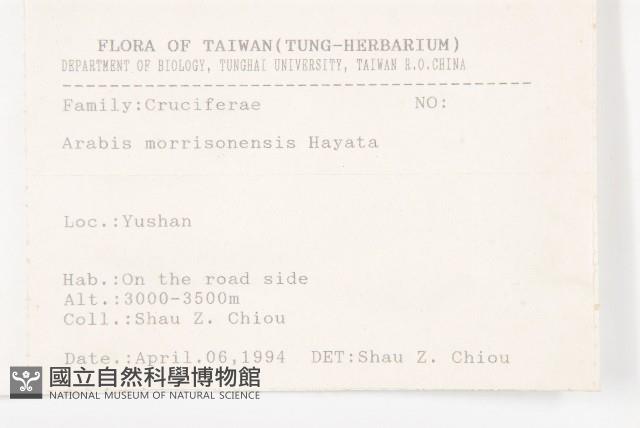 FLORA OF TAIWAN(TUNG-HERBARIUM)
DEPARTMENT OF BIOLOGY, TUNGHAI UNIVERSITY, TAIWAN R.O.CHINA
Family:Cruciferae NO:
Arabis morrisonensis Hayata
Loc.:Yushan
Hab.:On the road side
Alt.:3000-3500m
Coll.:Shau Z. Chiou
Date.:April.06,1994 DET:Shau Z. Chiou
國立自然科學博物館
NATIONAL MUSEUM OF NATURAL SCIENCE